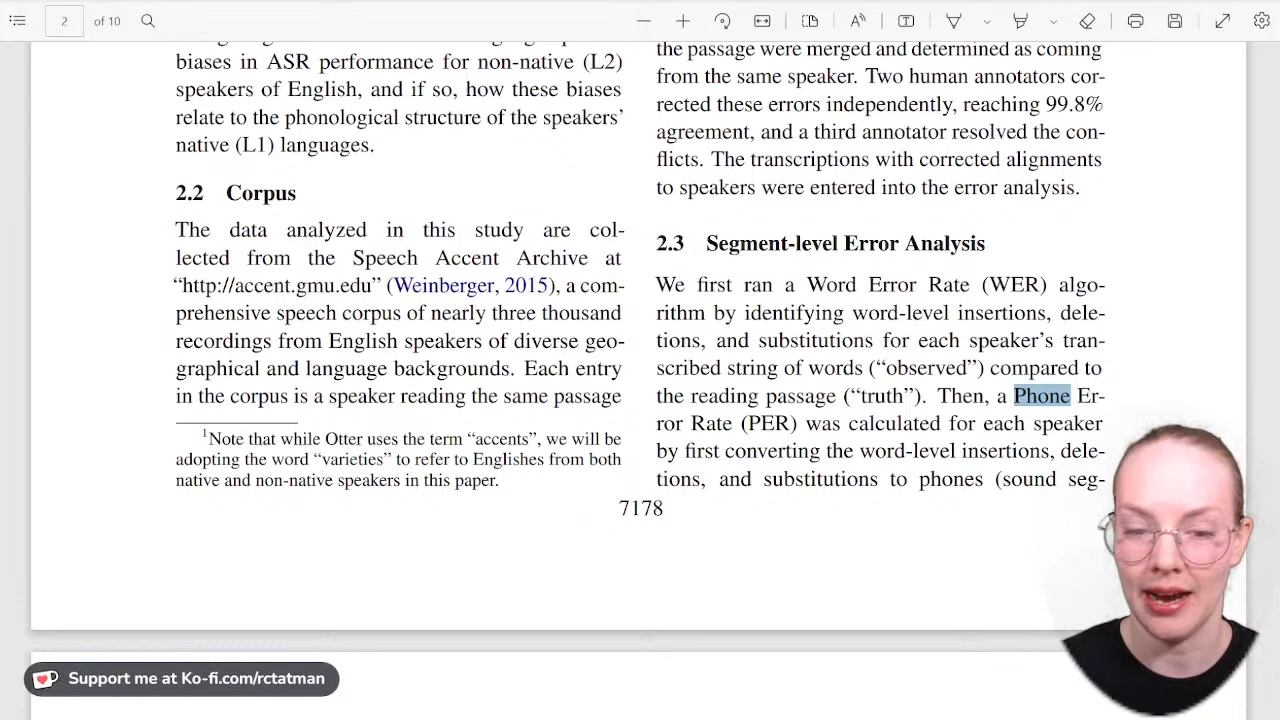 2
of 10
biases in ASR performance for non-native (L2)
speakers of English, and if so, how these biases
relate to the phonological structure of the speakers'
native (L1) languages.
2.2 Corpus
The data analyzed in this study are col-
lected from the Speech Accent Archive at
“http://accent.gmu.edu” (Weinberger, 2015), a com-
prehensive speech corpus of nearly three thousand
recordings from English speakers of diverse geo-
graphical and language backgrounds. Each entry
in the corpus is a speaker reading the same passage
1Note that while Otter uses the term “accents”, we will be
adopting the word “varieties” to refer to Englishes from both
native and non-native speakers in this paper.
the passage were merged and determined as coming
from the same speaker. Two human annotators cor-
rected these errors independently, reaching 99.8%
agreement, and a third annotator resolved the con-
flicts. The transcriptions with corrected alignments
to speakers were entered into the error analysis.
2.3 Segment-level Error Analysis
We first ran a Word Error Rate (WER) algo-
rithm by identifying word-level insertions, dele-
tions, and substitutions for each speaker's tran-
scribed string of words (“observed”) compared to
the reading passage (“truth”). Then, a Phone Er-
ror Rate (PER) was calculated for each speaker
by first converting the word-level insertions, dele-
tions, and substitutions to phones (sound seg-
7178
Support me at Ko-fi.com/rctatman